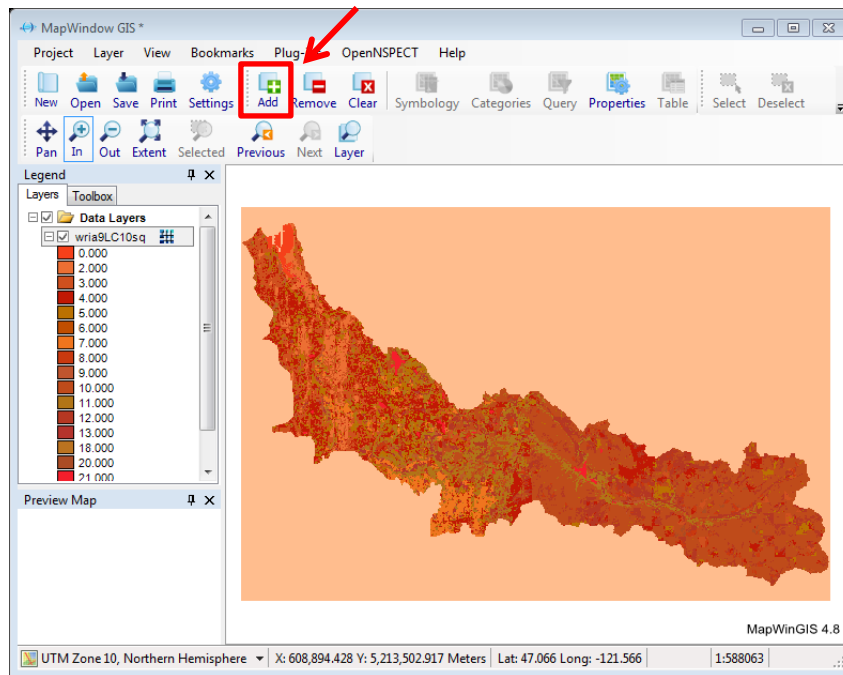 MapWindow GIS *
Project Layer View Bookmarks Plug- OpenNSPECT Help
New Open Save Print Settings Add Remove Clear Symbology Categories Query Properties Table Select Deselect
Pan In Out Extent Selected Previous Next Layer
Legend
Layers Toolbox
Data Layers
wria9LC10sq
0.000
2.000
3.000
4.000
5.000
6.000
7.000
8.000
9.000
10.000
11.000
12.000
13.000
18.000
20.000
21.000
Preview Map
MapWinGIS 4.8
UTM Zone 10, Northern Hemisphere X: 608,894.428 Y: 5,213,502.917 Meters Lat: 47.066 Long: -121.566 1:588063